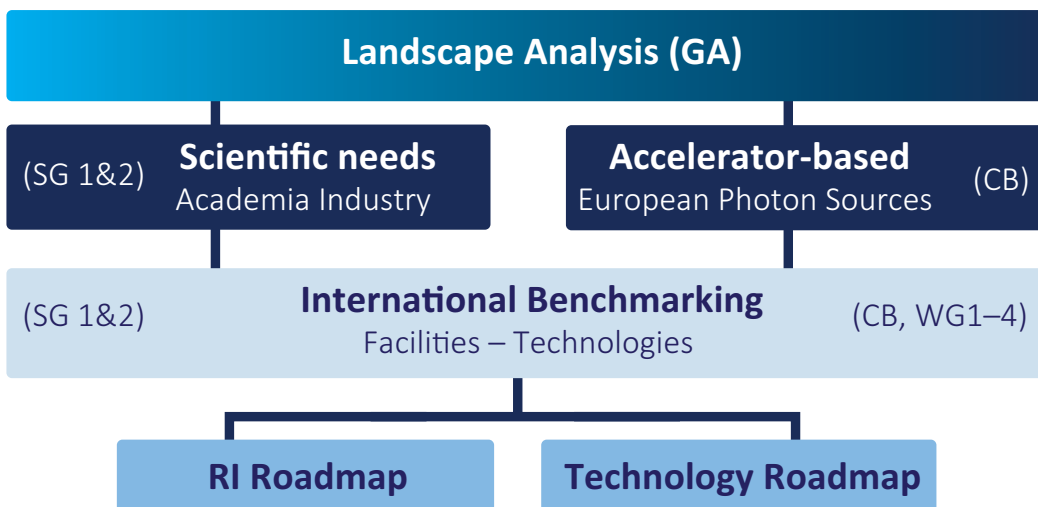 Landscape Analysis (GA)
(SG 1&2)
Scientific needs
Academia Industry
Accelerator-based
European Photon Sources
(CB)
(SG 1&2)
International Benchmarking
Facilities – Technologies
(CB, WG1–4)
RI Roadmap
Technology Roadmap